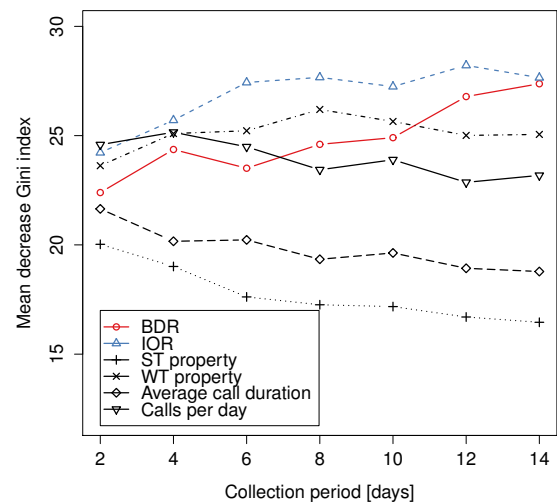 30
25
20
15
Mean decrease Gini index
BDR
IOR
ST property
WT property
Average call duration
Calls per day
2 4 6 8 10 12 14
Collection period [days]